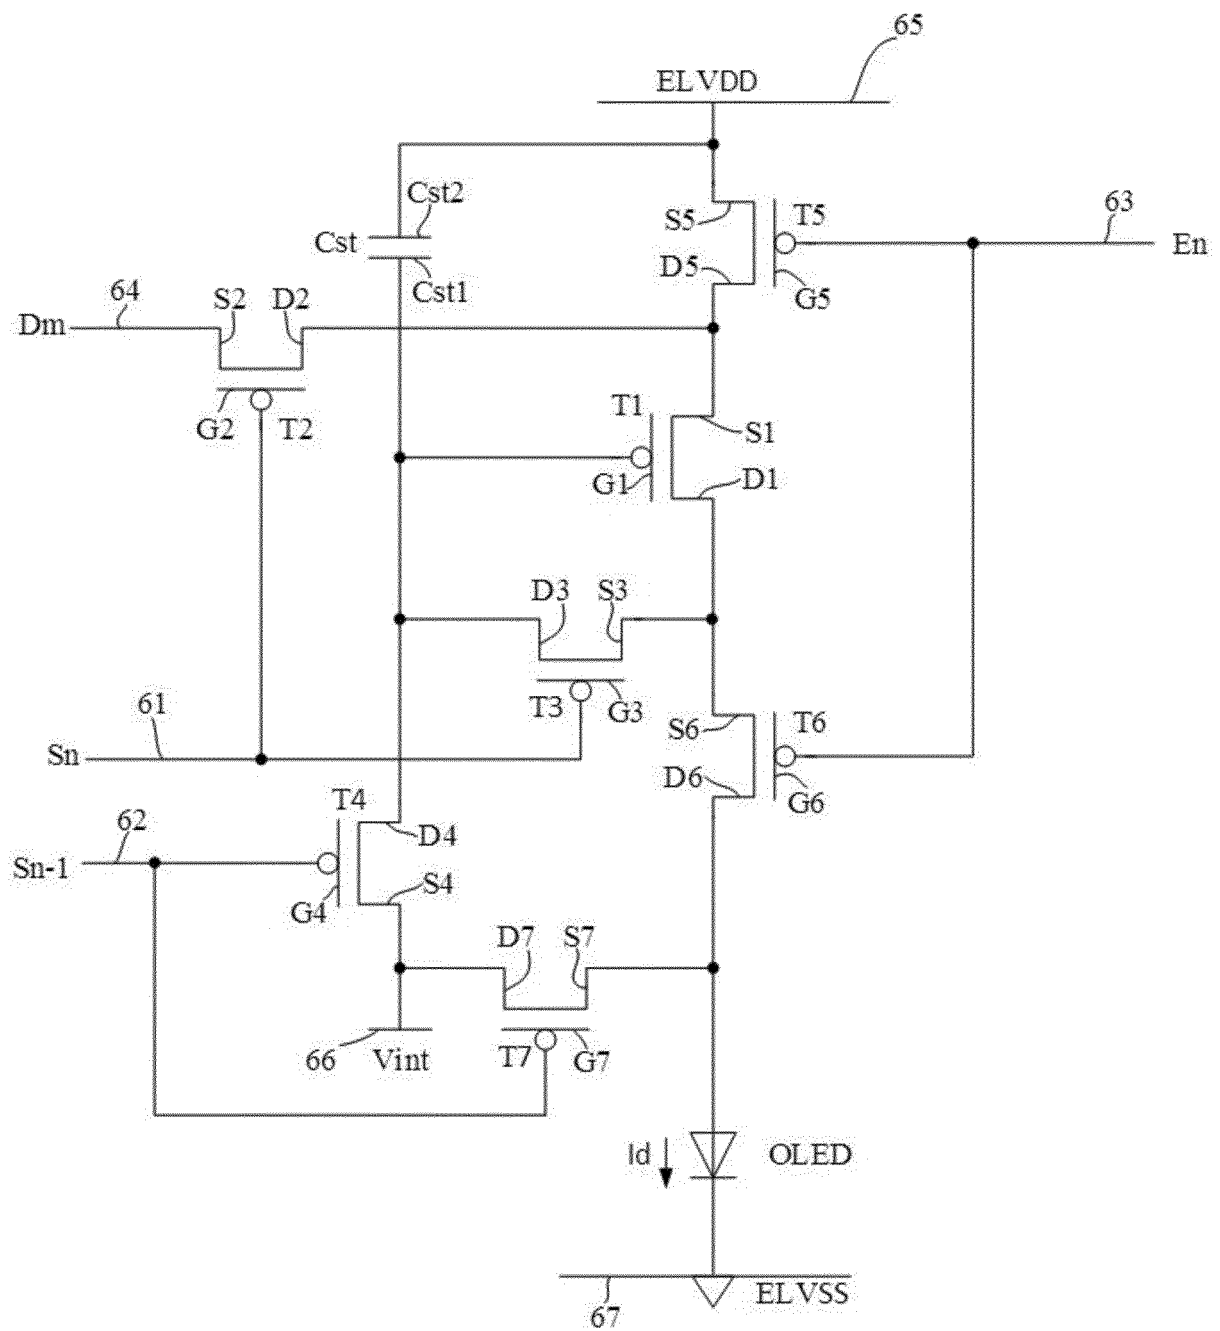 65
ELVDD
Cst2
S5
T5
63
Cst
En
D5
64
S2
D2
Cst1
G5
Dm
T1
G2
T2
S1
G1
D1
D3
S3
61
T3
G3
S6
T6
Sn
D6
T4
G6
62
D4
Sn-1
S4
G4
D7
S7
66
Vint
T7
G7
Id
OLED
ELVSS
67